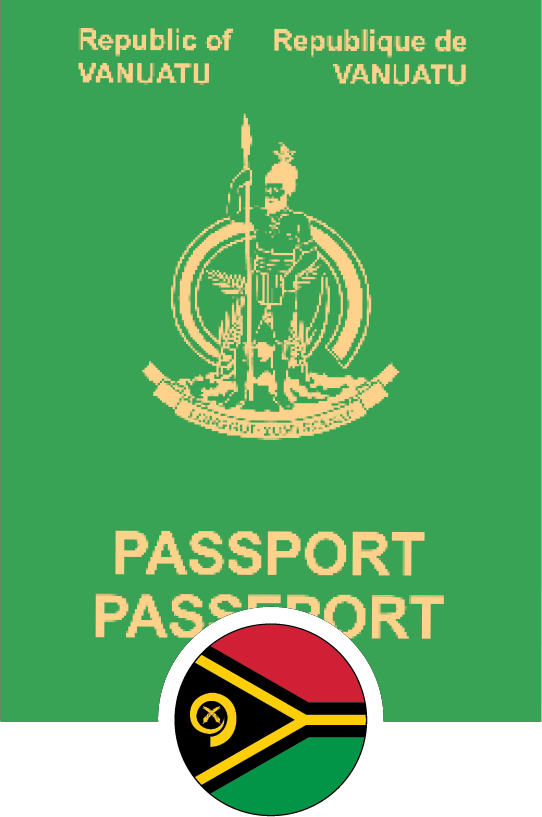 Republic of
VANUATU
Republique de
VANUATU
PASSPORT
PASSEPORT